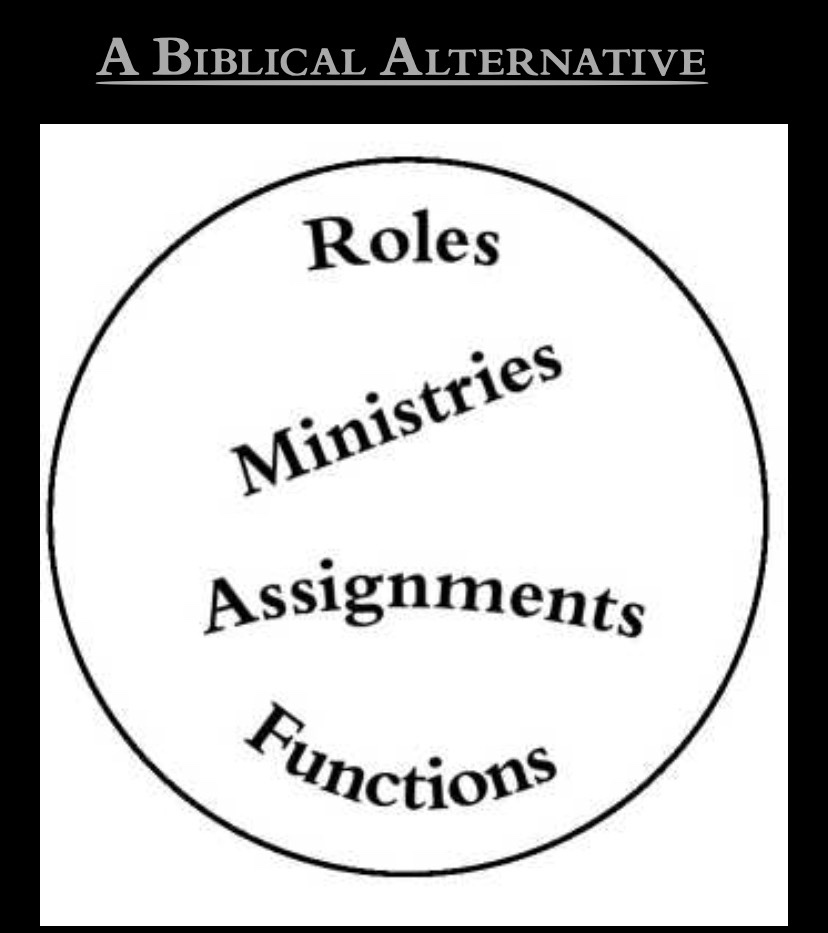 A Biblical Alternative
Roles
Ministries
Assignments
Functions